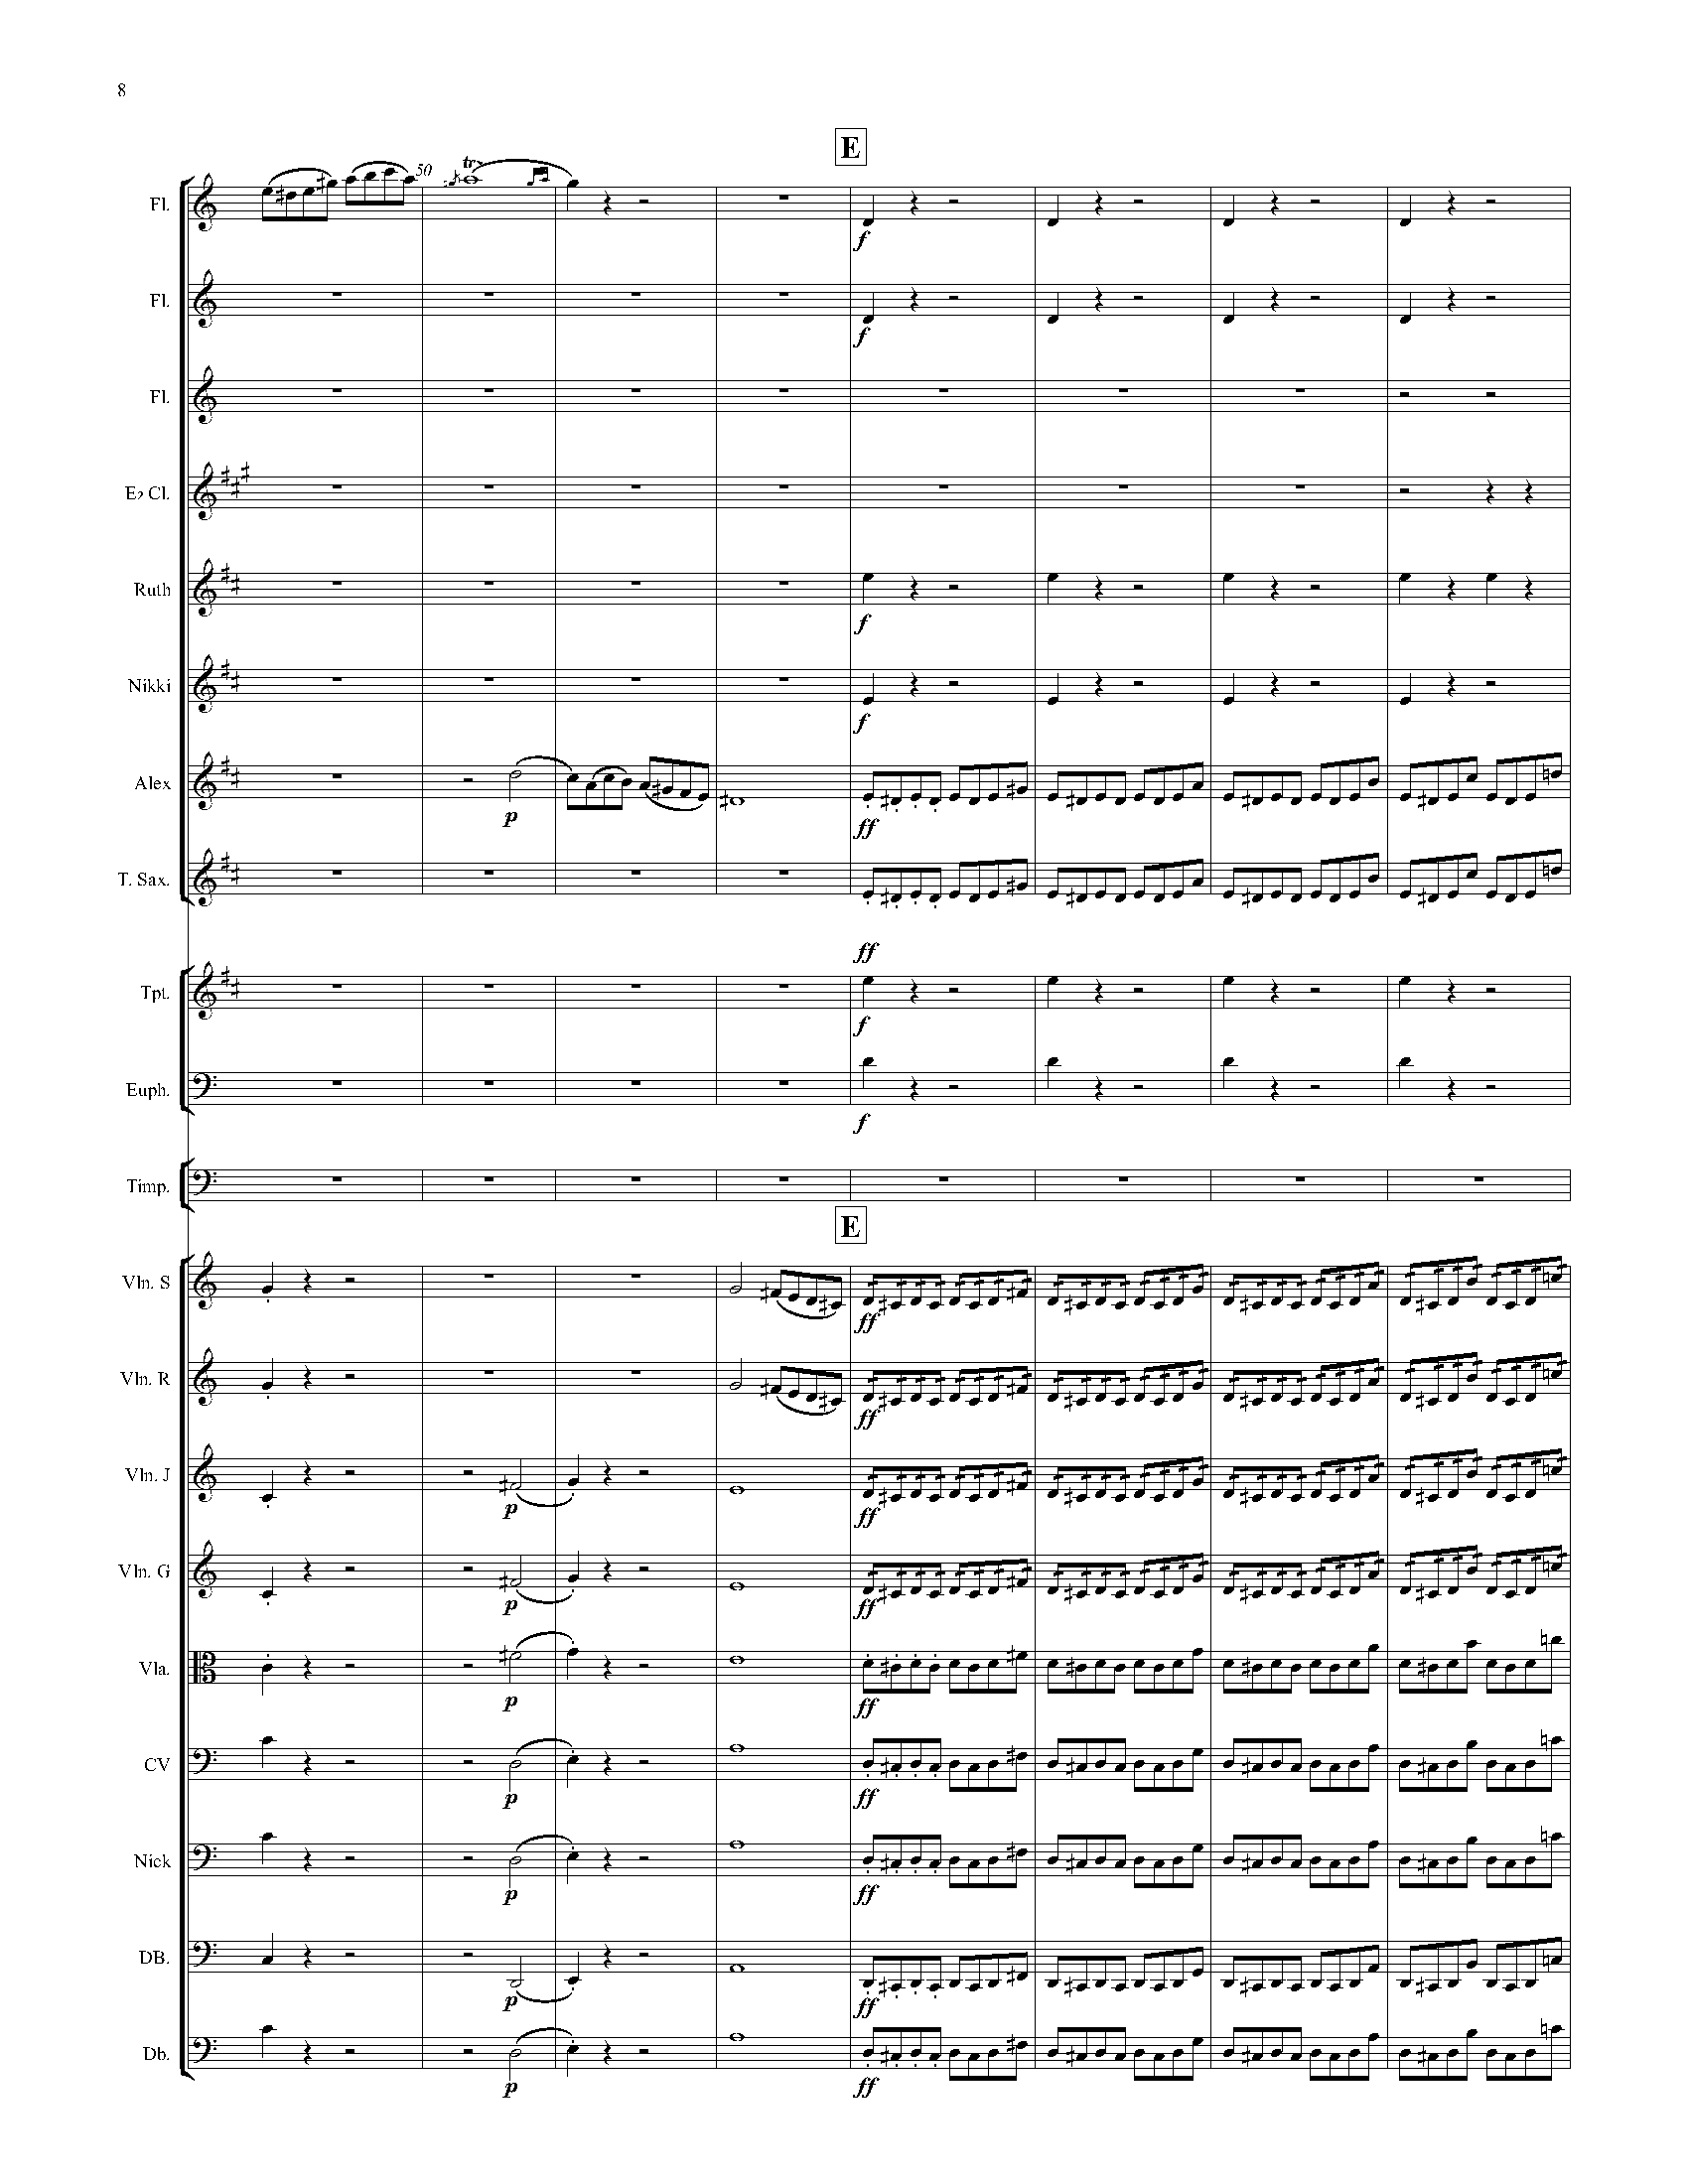 8
E
50
tr
Fl.
f
Fl.
f
Fl.
E♭ Cl.
Ruth
f
Nikki
f
Alex
p
ff
T. Sax.
ff
Tpt.
f
Euph.
f
Timp.
E
Vln. S
ff
Vln. R
ff
Vln. J
p
ff
Vln. G
p
ff
Vla.
p
ff
CV
p
ff
Nick
p
ff
DB.
p
ff
Db.
p
ff